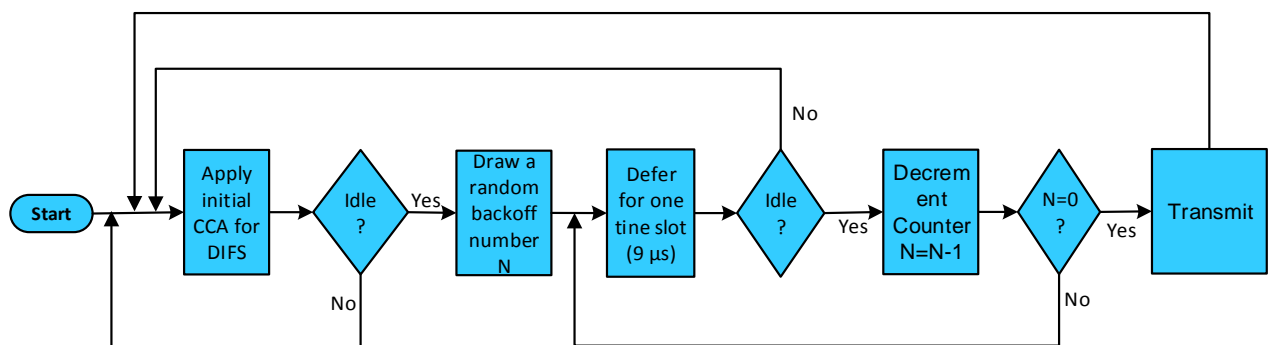 Start
Apply
initial
CCA for
DIFS
Idle
?
Yes
No
Draw a
random
backoff
number
N
Defer
for one
tine slot
(9 µs)
Idle
?
No
Yes
Decrem
ent
Counter
N=N-1
N=0
?
Yes
No
Transmit